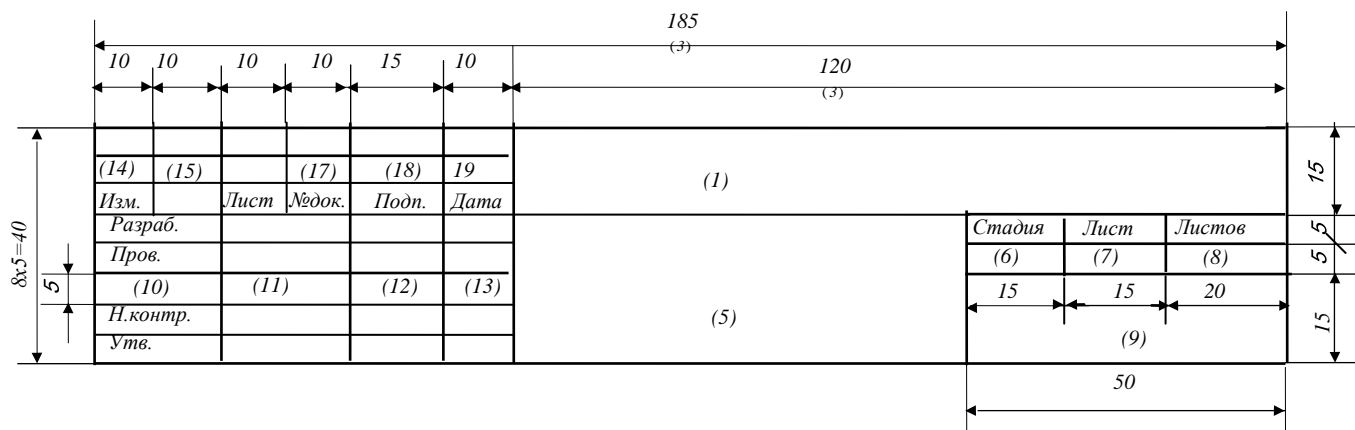 185
(3)
10 10 10 10 15 10
120
(3)
(14) (15) (17) (18) 19
(1)
15
Изм. Лист №док. Подп. Дата
Разраб.
Стадия Лист Листов
5
Пров.
(6) (7) (8)
5
8x5=40
5
(10) (11) (12) (13)
15 15 20
Н.контр.
(5)
15
Утв.
(9)
50